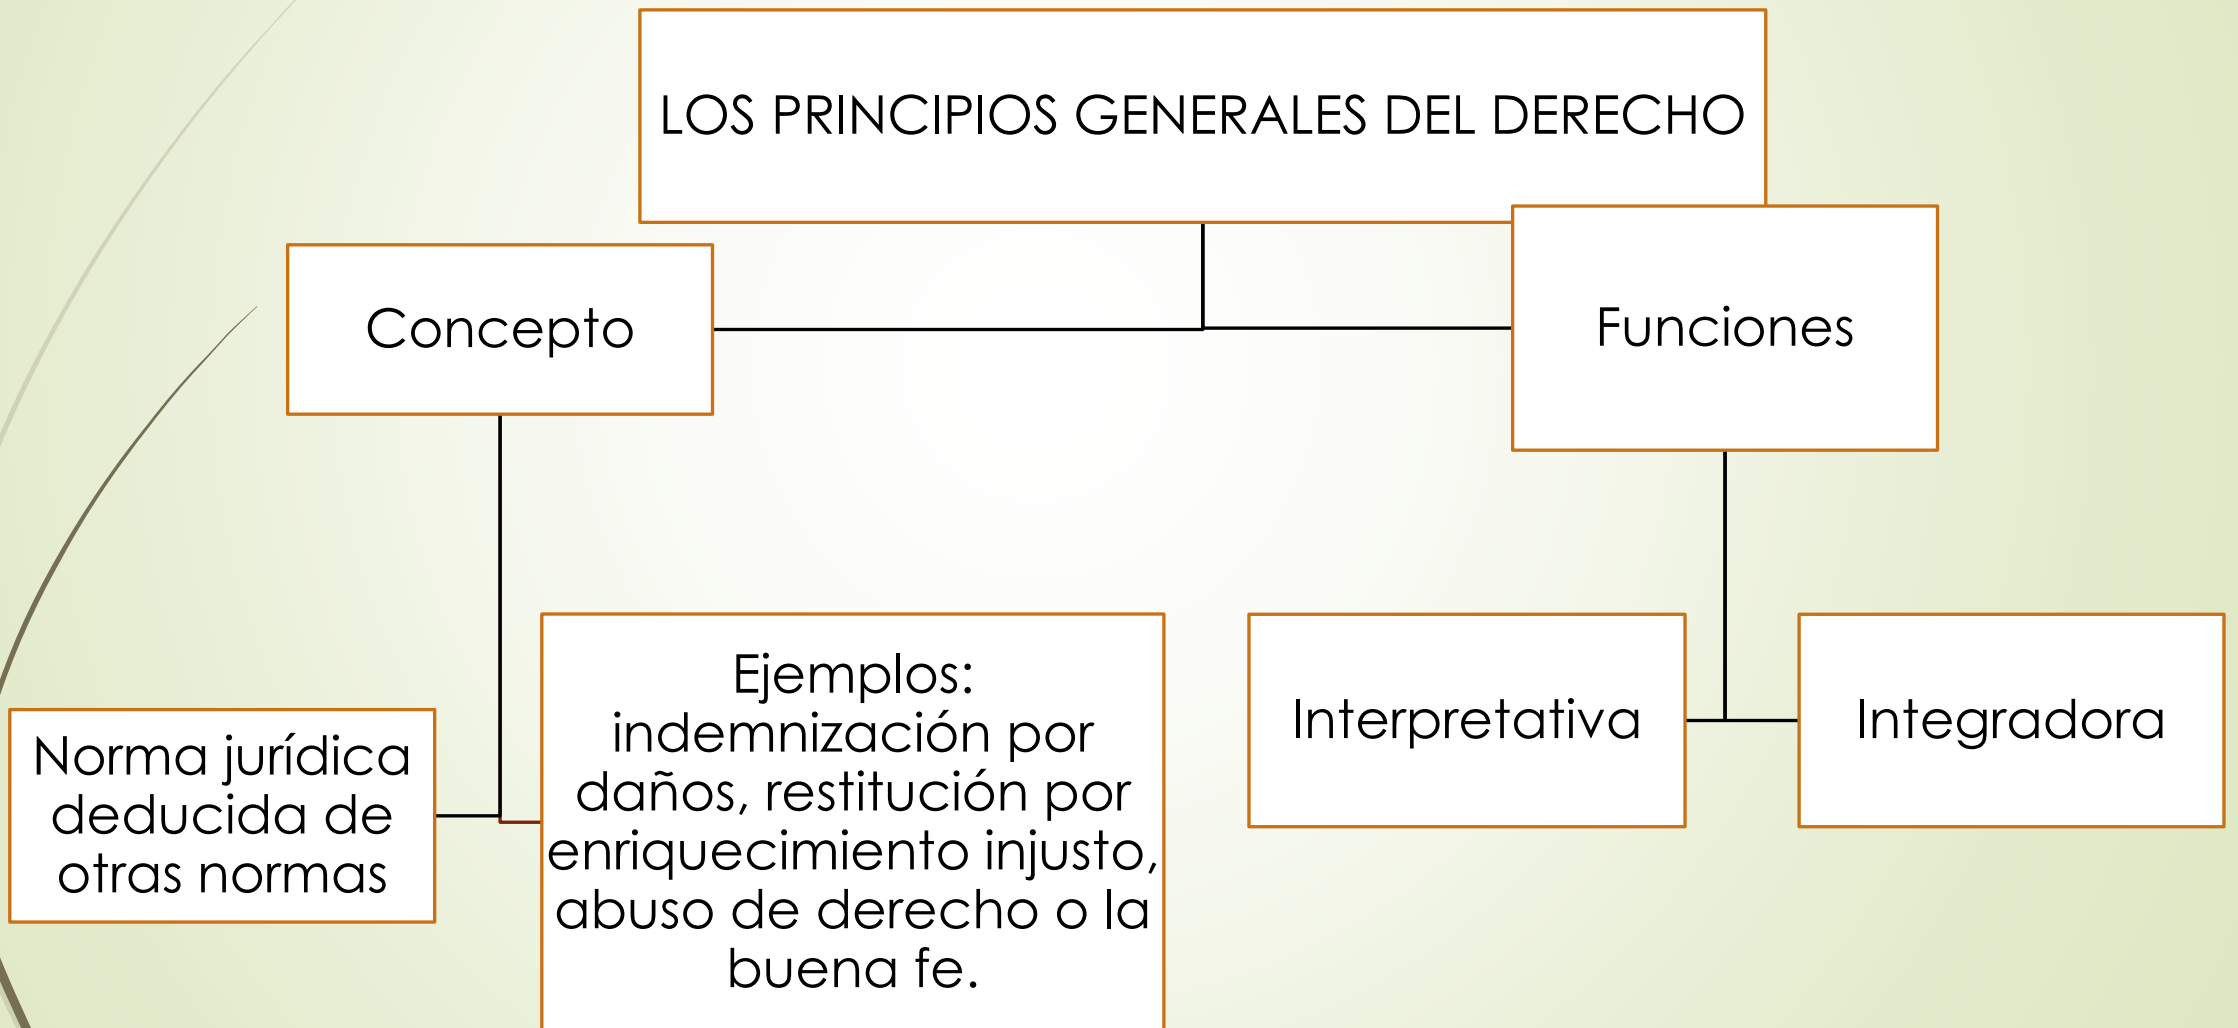 LOS PRINCIPIOS GENERALES DEL DERECHO
Concepto
Funciones
Norma jurídica
deducida de
otras normas
Ejemplos:
indemnización por
daños, restitución por
enriquecimiento injusto,
abuso de derecho o la
buena fe.
Interpretativa
Integradora